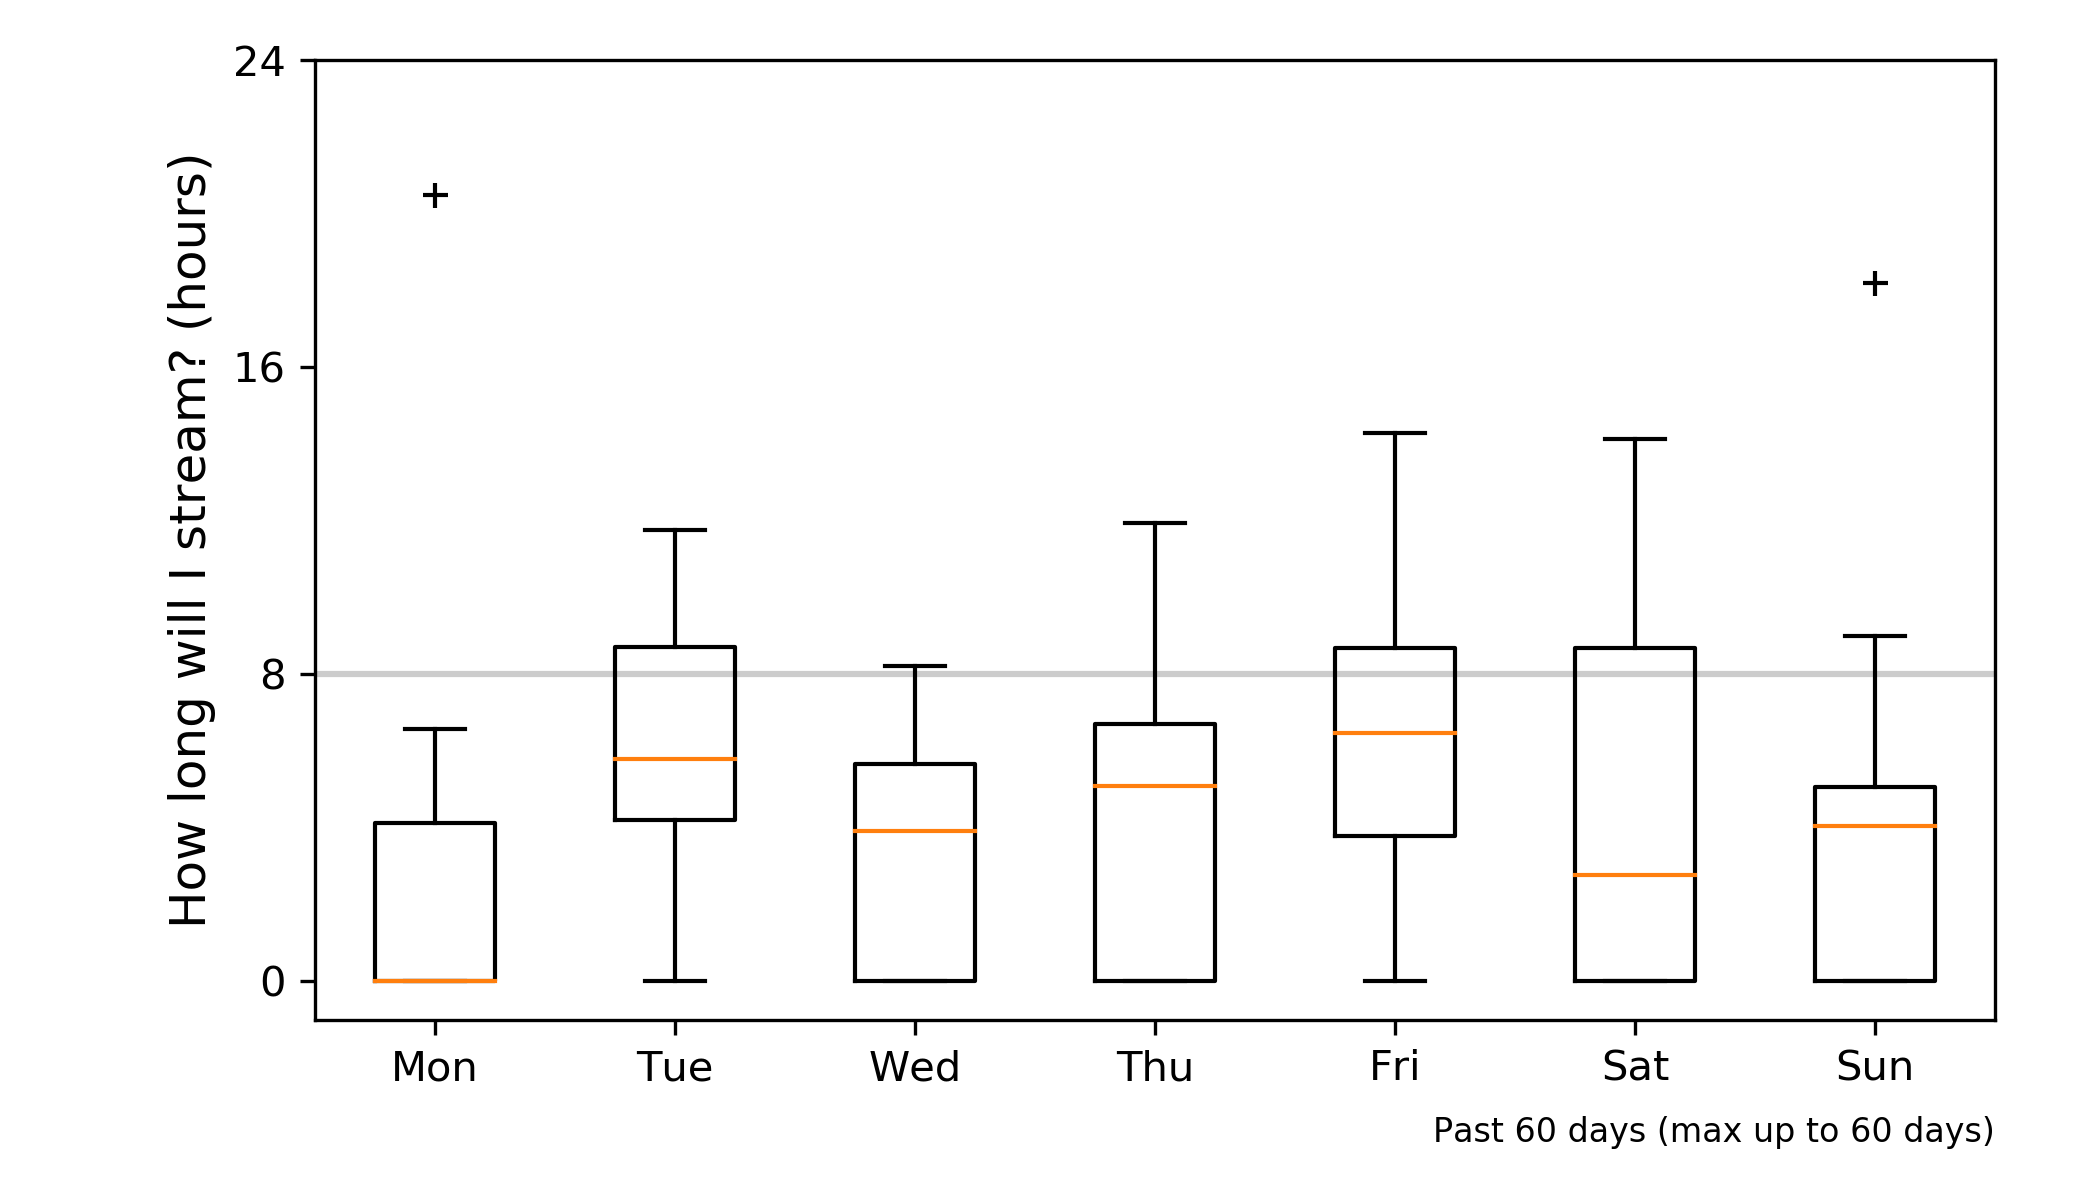 How long will I stream? (hours)
24
16
8
0
Mon Tue Wed Thu Fri Sat Sun
Past 60 days (max up to 60 days)